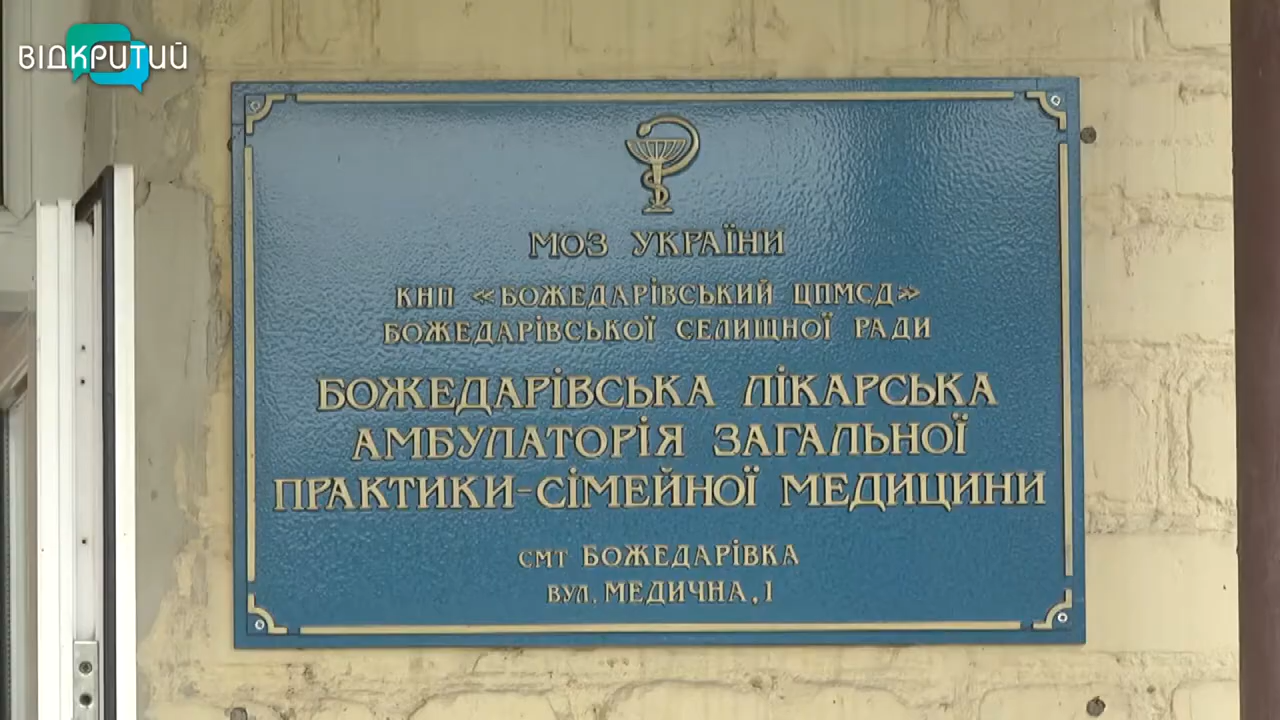 ВІДКРИТИЙ
МОЗ УКРАЇНИ
КНП «БОЖЕДАРІВСЬКИЙ ЦПМСД»
БОЖЕДАРІВСЬКОЇ СЕЛИЩНОЇ РАДИ
БОЖЕДАРІВСЬКА ЛІКАРСЬКА
АМБУЛАТОРІЯ ЗАГАЛЬНОЇ
ПРАКТИКИ-СІМЕЙНОЇ МЕДИЦИНИ
СМТ БОЖЕДАРІВКА
ВУЛ. МЕДИЧНА, 1